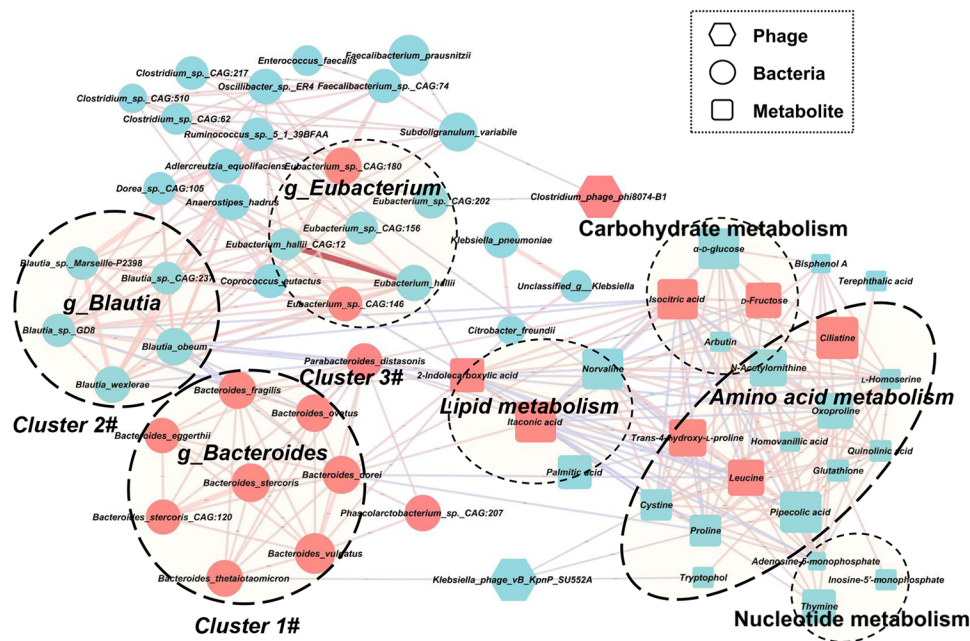 Phage
Bacteria
Metabolite
Faecalibacterium_prausnitzii
Enterococcus_faecalis
Clostridium_sp._CAG:217
Oscillibacter_sp._ER4
Faecalibacterium_sp._CAG:74
Clostridium_sp._CAG:510
Clostridium_sp._CAG:62
Ruminococcus_sp._5_1_39BFAA
Subdoligranulum_variabile
Adlercreutzia_equolifaciens
Eubacterium_sp._CAG:180
Dorea_sp._CAG:105
g_Eubacterium
Anaerostipes_hadrus
Eubacterium_sp._CAG:202
Clostridium_phage_phi8074-B1
Eubacterium_sp._CAG:156
Eubacterium_hallii_CAG:12
Klebsiella_pneumoniae
Carbohydrate metabolism
α-D-glucose
Bisphenol A
Terephthalic acid
Blautia_sp._Marseille-P2398
Blautia_sp._CAG:237
Coprococcus_eutactus
Eubacterium_hallii
Unclassified_g__Klebsiella
g_Blautia
Eubacterium_sp._CAG:146
Isocitric acid
D-Fructose
Blautia_sp._GD8
Citrobacter_freundii
Arbutin
Ciliatine
Blautia_obeum
Parabacteroides_distasonis
Cluster 3#
2-Indolecarboxylic acid
Norvaline
N-Acetylornithine
L-Homoserine
Blautia_wexlerae
Bacteroides_fragilis
Amino acid metabolism
Lipid metabolism
Oxoproline
Cluster 2#
Bacteroides_ovatus
Itaconic acid
Bacteroides_eggerthii
Trans-4-hydroxy-L-proline
Homovanillic acid
Quinolinic acid
g_Bacteroides
Bacteroides_stercoris
Bacteroides_dorei
Palmitic acid
Leucine
Glutathione
Cystine
Bacteroides_stercoris_CAG:120
Phascolarctobacterium_sp._CAG:207
Proline
Pipecolic acid
Bacteroides_vulgatus
Adenosine-5-monophosphate
Bacteroides_thetaiotaomicron
Klebsiella_phage_vB_KpnP_SU552A
Tryptophol
Inosine-5'-monophosphate
Thymine
Cluster 1#
Nucleotide metabolism